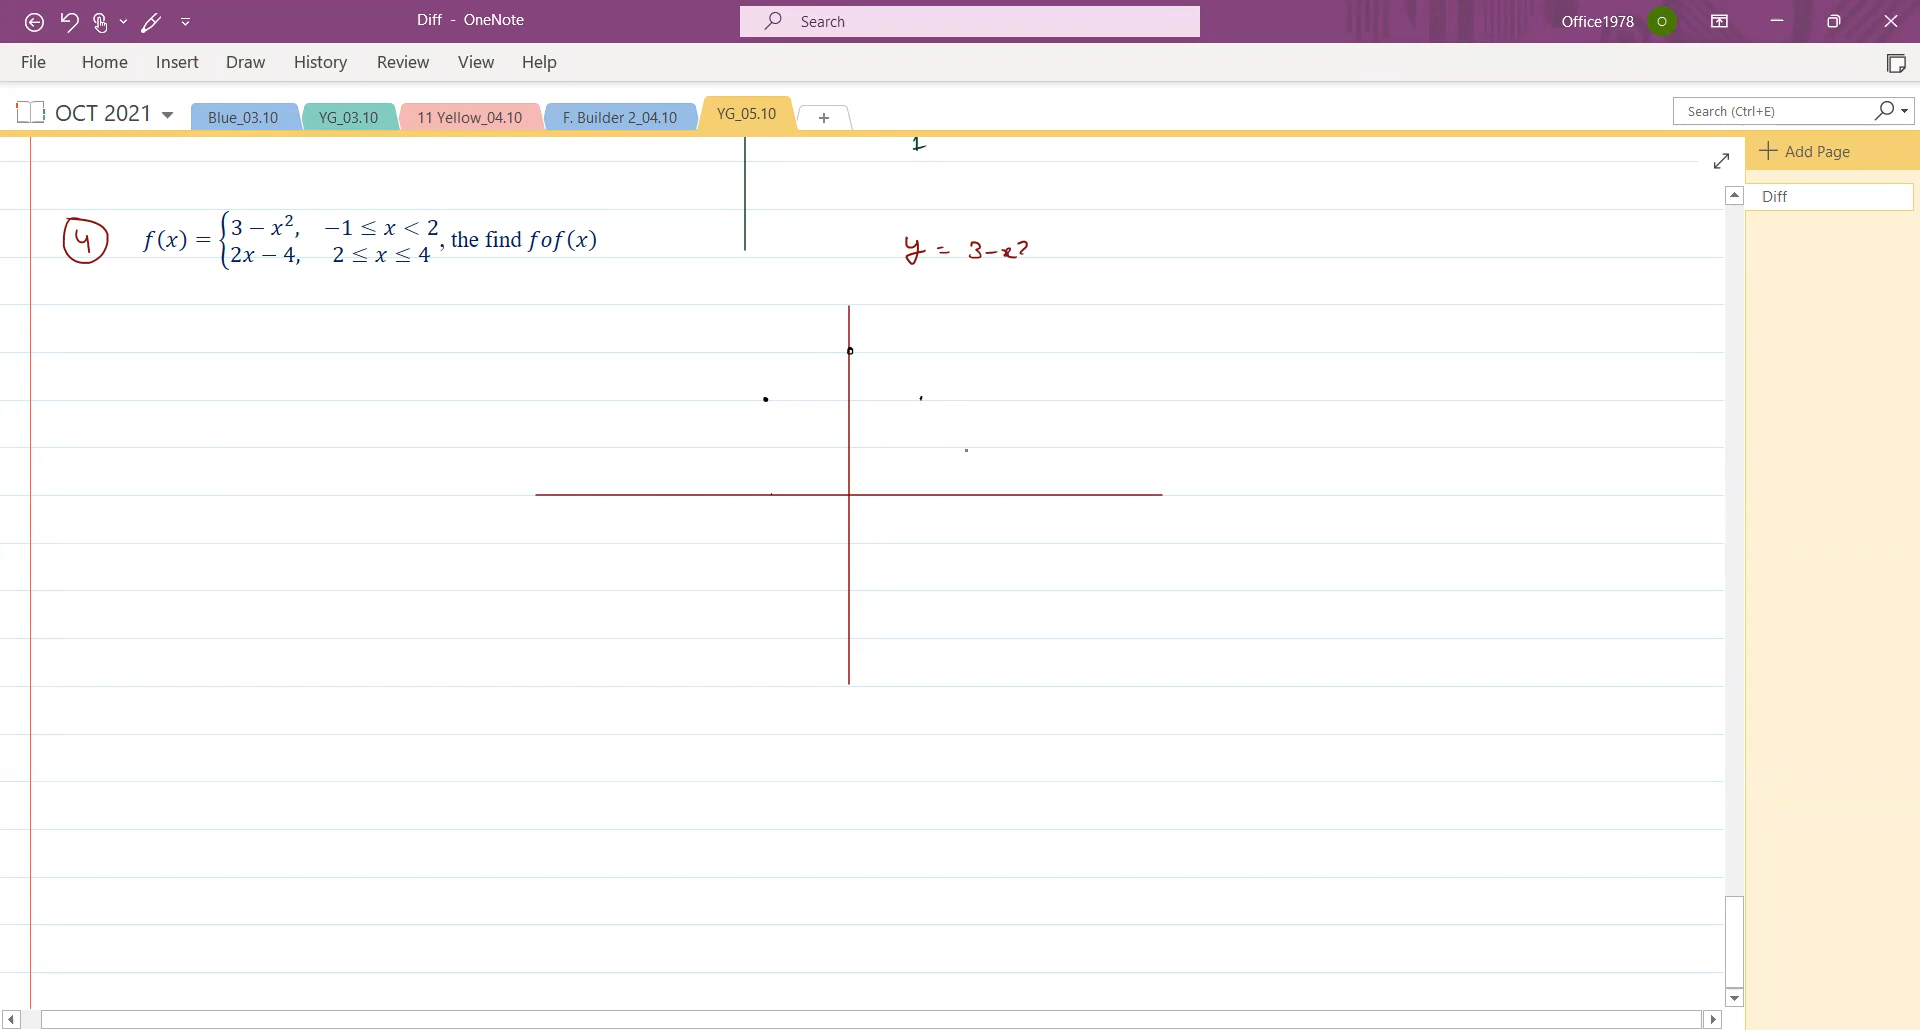 Diff - OneNote
Search
Office1978
O
File Home Insert Draw History Review View Help
OCT 2021
Blue_03.10
YG_03.10
11 Yellow_04.10
F. Builder 2_04.10
YG_05.10
+
Search (Ctrl+E)
Add Page
Diff
1
4
f(x) = {3 − x², −1 ≤ x < 2
2x − 4, 2 ≤ x ≤ 4, the find fof(x)
y = 3-x2